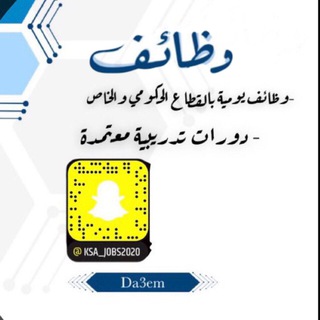 وظائف
-وظائف يومية بالقطاع الحكومي والخاص
- دورات تدريبية معتمدة
@ KSA_JOBS2020
Da3em